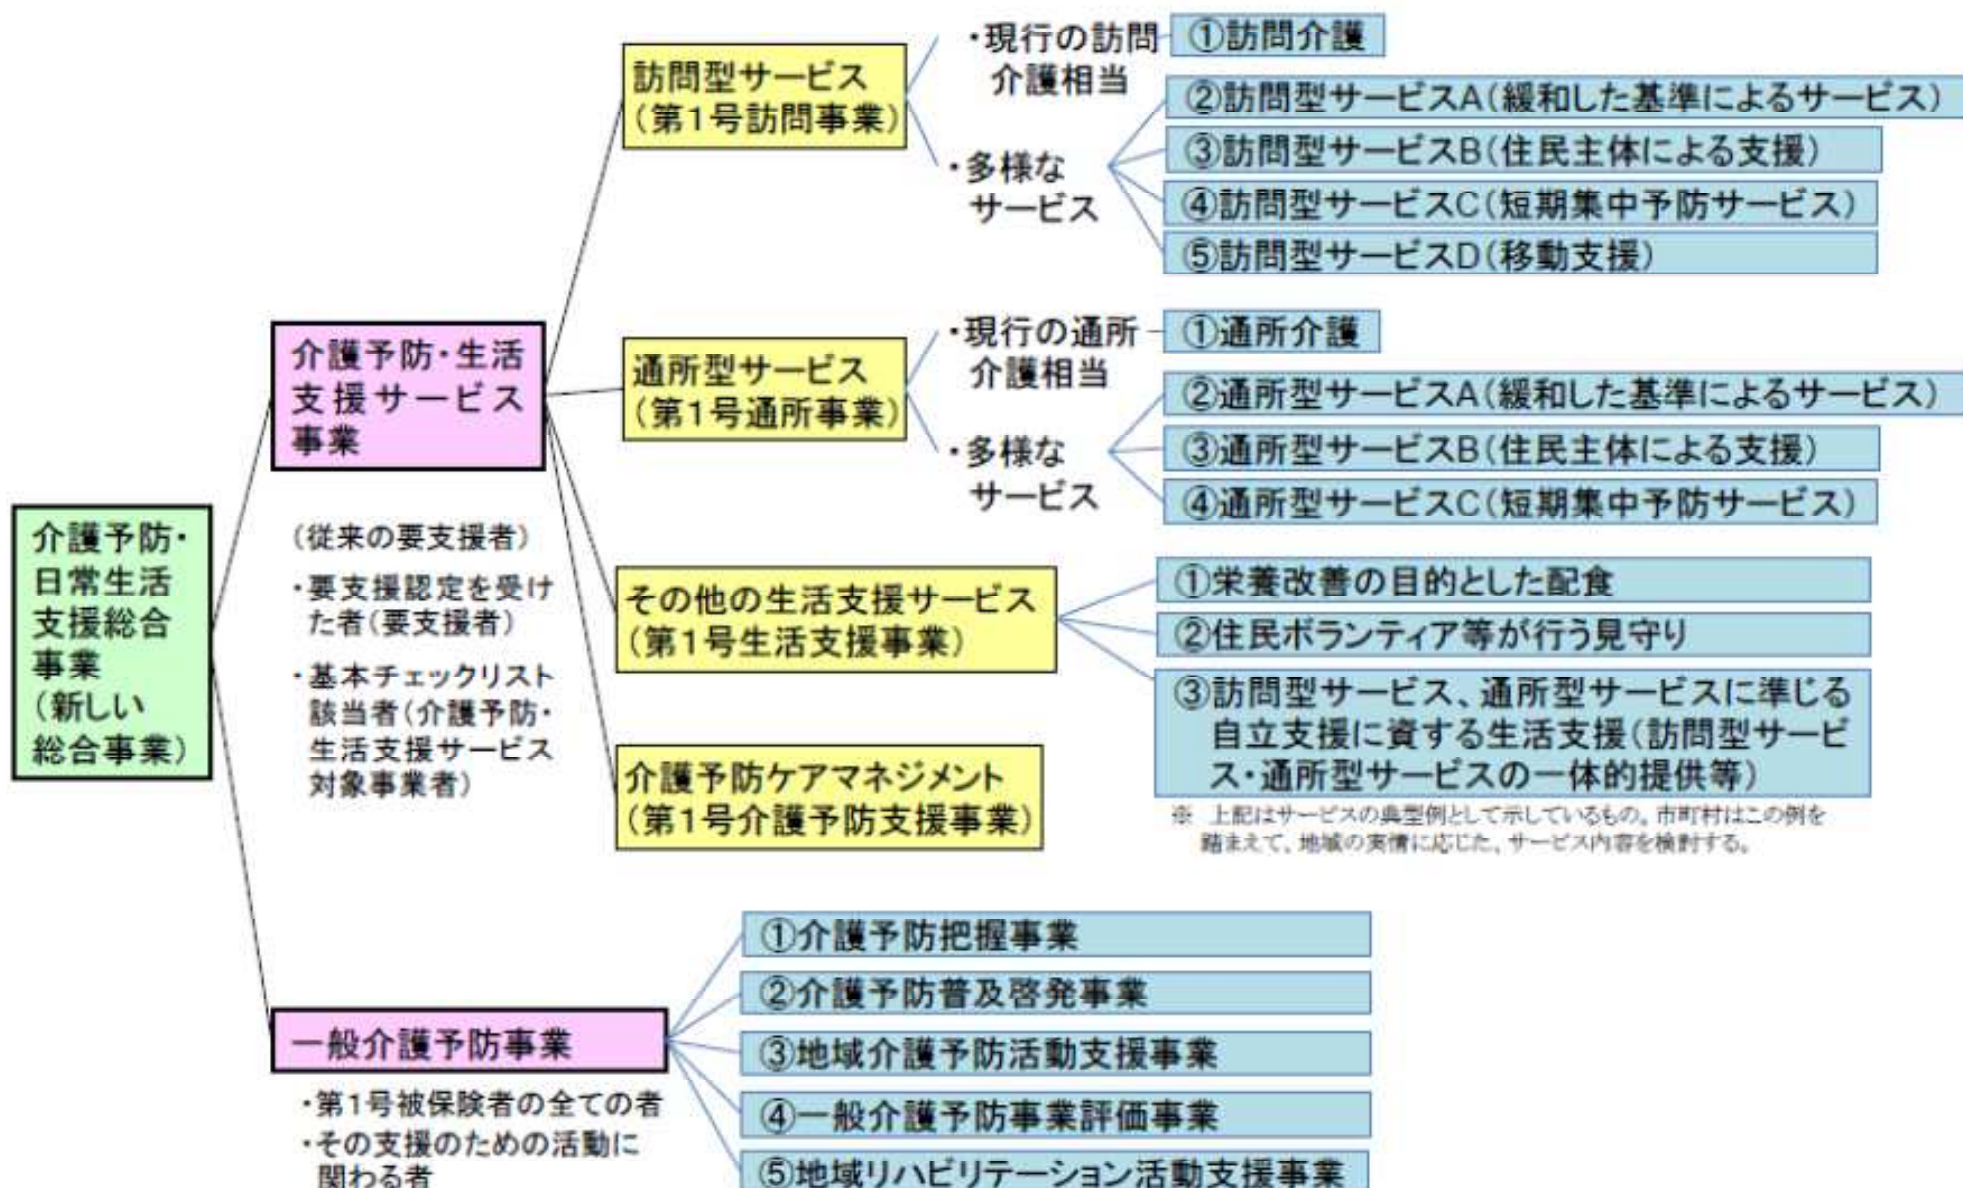 介護予防・
日常生活
支援総合
事業
（新しい
総合事業）
介護予防・生活
支援サービス
事業
（従来の要支援者）
・要支援認定を受け
た者（要支援者）
・基本チェックリスト
該当者（介護予防・
生活支援サービス
対象事業者）
訪問型サービス
（第1号訪問事業）
・現行の訪問
介護相当
①訪問介護
・多様な
サービス
②訪問型サービスA（緩和した基準によるサービス）
③訪問型サービスB（住民主体による支援）
④訪問型サービスC（短期集中予防サービス）
⑤訪問型サービスD（移動支援）
通所型サービス
（第1号通所事業）
・現行の通所
介護相当
①通所介護
・多様な
サービス
②通所型サービスA（緩和した基準によるサービス）
③通所型サービスB（住民主体による支援）
④通所型サービスC（短期集中予防サービス）
その他の生活支援サービス
（第1号生活支援事業）
①栄養改善の目的とした配食
②住民ボランティア等が行う見守り
③訪問型サービス、通所型サービスに準じる
自立支援に資する生活支援（訪問型サービ
ス・通所型サービスの一体的提供等）
※ 上記はサービスの典型例として示しているもの。市町村はこの例を
踏まえて、地域の実情に応じた、サービス内容を検討する。
介護予防ケアマネジメント
（第1号介護予防支援事業）
一般介護予防事業
・第1号被保険者の全ての者
・その支援のための活動に
関わる者
①介護予防把握事業
②介護予防普及啓発事業
③地域介護予防活動支援事業
④一般介護予防事業評価事業
⑤地域リハビリテーション活動支援事業